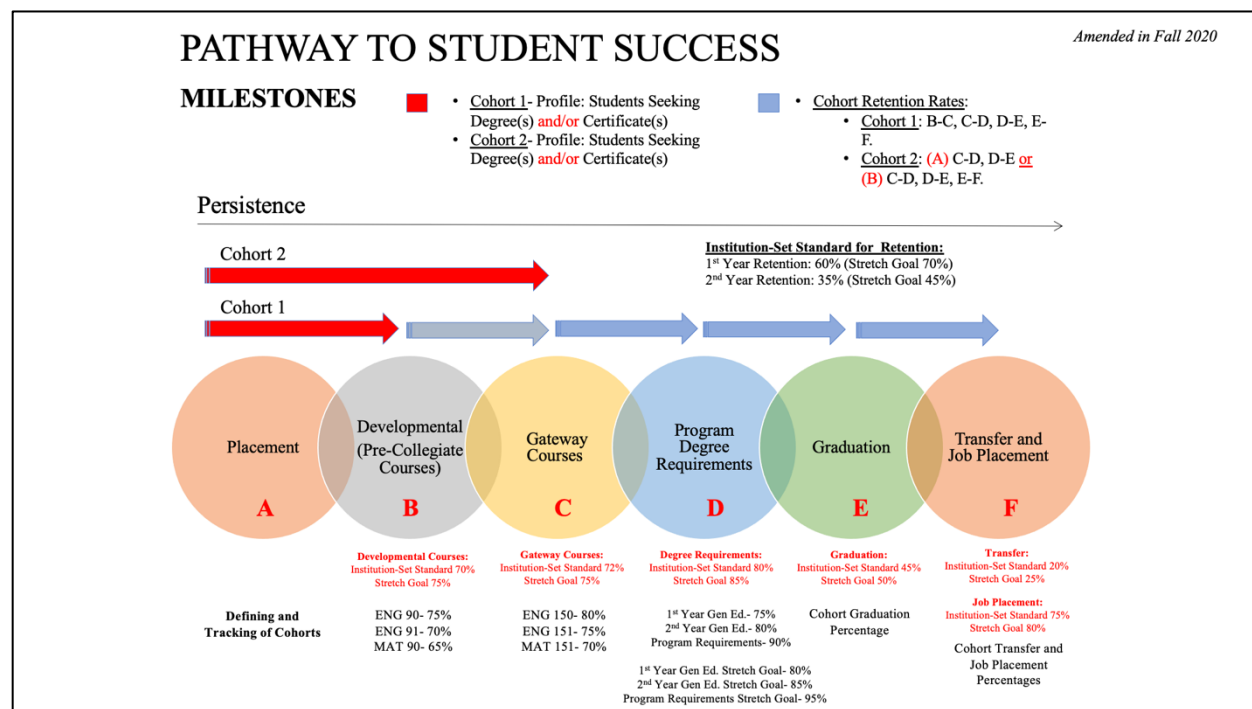 PATHWAY TO STUDENT SUCCESS
Amended in Fall 2020
MILESTONES
• Cohort 1- Profile: Students Seeking
Degree(s) and/or Certificate(s)
• Cohort 2- Profile: Students Seeking
Degree(s) and/or Certificate(s)
• Cohort Retention Rates:
• Cohort 1: B-C, C-D, D-E, E-
F.
• Cohort 2: (A) C-D, D-E or
(B) C-D, D-E, E-F.
Persistence
Cohort 2
Institution-Set Standard for Retention:
1st Year Retention: 60% (Stretch Goal 70%)
2nd Year Retention: 35% (Stretch Goal 45%)
Cohort 1
Placement
A
Developmental
(Pre-Collegiate
Courses)
B
Gateway
Courses
C
Program
Degree
Requirements
D
Graduation
E
Transfer and
Job Placement
F
Defining and
Tracking of Cohorts
Developmental Courses:
Institution-Set Standard 70%
Stretch Goal 75%
ENG 90- 75%
ENG 91- 70%
MAT 90- 65%
Gateway Courses:
Institution-Set Standard 72%
Stretch Goal 75%
ENG 150- 80%
ENG 151- 75%
MAT 151- 70%
Degree Requirements:
Institution-Set Standard 80%
Stretch Goal 85%
1st Year Gen Ed.- 75%
2nd Year Gen Ed.- 80%
Program Requirements- 90%
1st Year Gen Ed. Stretch Goal- 80%
2nd Year Gen Ed. Stretch Goal- 85%
Program Requirements Stretch Goal- 95%
Graduation:
Institution-Set Standard 45%
Stretch Goal 50%
Cohort Graduation
Percentage
Transfer:
Institution-Set Standard 20%
Stretch Goal 25%
Job Placement:
Institution-Set Standard 75%
Stretch Goal 80%
Cohort Transfer and
Job Placement
Percentages